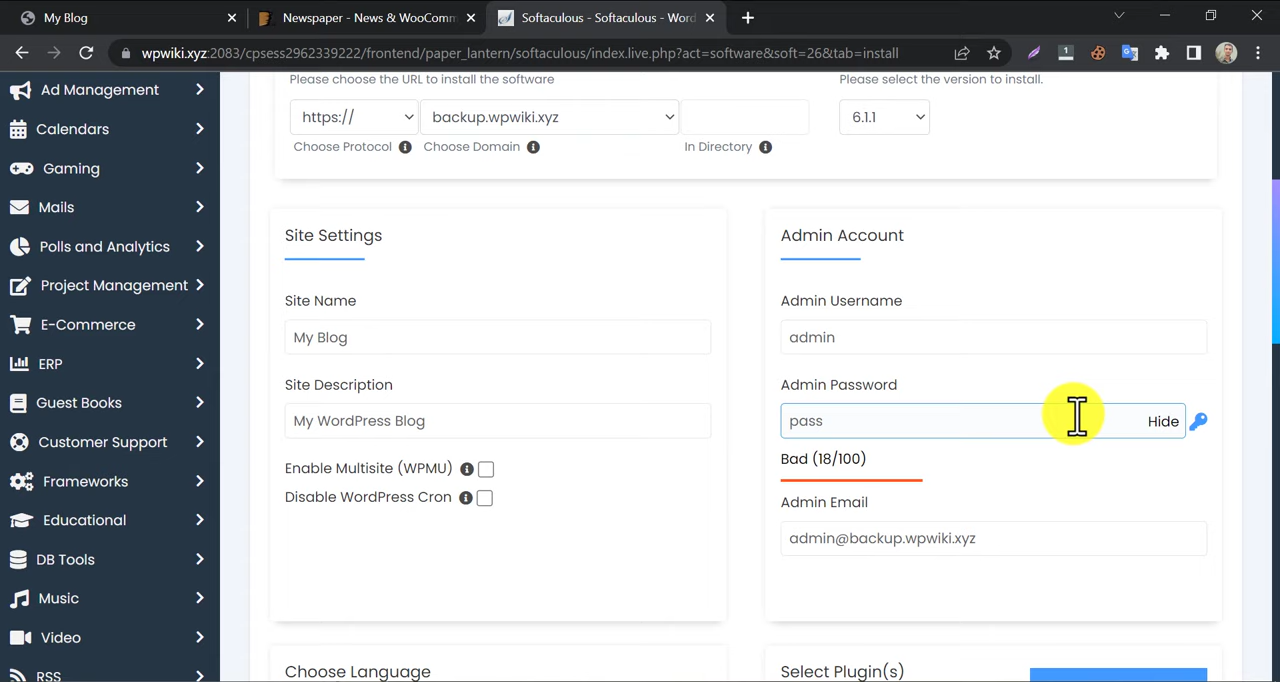 My Blog
Newspaper - News & WooComm
Softaculous - Softaculous - Word
wpwiki.xyz:2083/cpsess2962339222/frontend/paper_lantern/softaculous/index.live.php?act=software&soft=26&tab=install
1
Ad Management
Calendars
Gaming
Mails
Polls and Analytics
Project Management
E-Commerce
ERP
Guest Books
Customer Support
Frameworks
Educational
DB Tools
Music
Video
RSS
Please choose the URL to install the software
https://
backup.wpwiki.xyz
Choose Protocol
Choose Domain
In Directory
Please select the version to install.
6.1.1
Site Settings
Site Name
My Blog
Site Description
My WordPress Blog
Enable Multisite (WPMU)
Disable WordPress Cron
Admin Account
Admin Username
admin
Admin Password
pass
Hide
Bad (18/100)
Admin Email
admin@backup.wpwiki.xyz
Choose Language
Select Plugin(s)